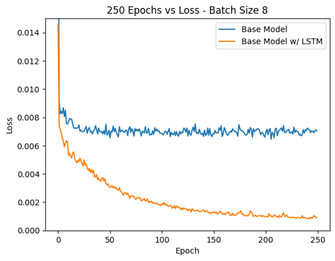 250 Epochs vs Loss - Batch Size 8
Base Model
Base Model w/ LSTM
Loss
0.014
0.012
0.010
0.008
0.006
0.004
0.002
0.000
0 50 100 150 200 250
Epoch